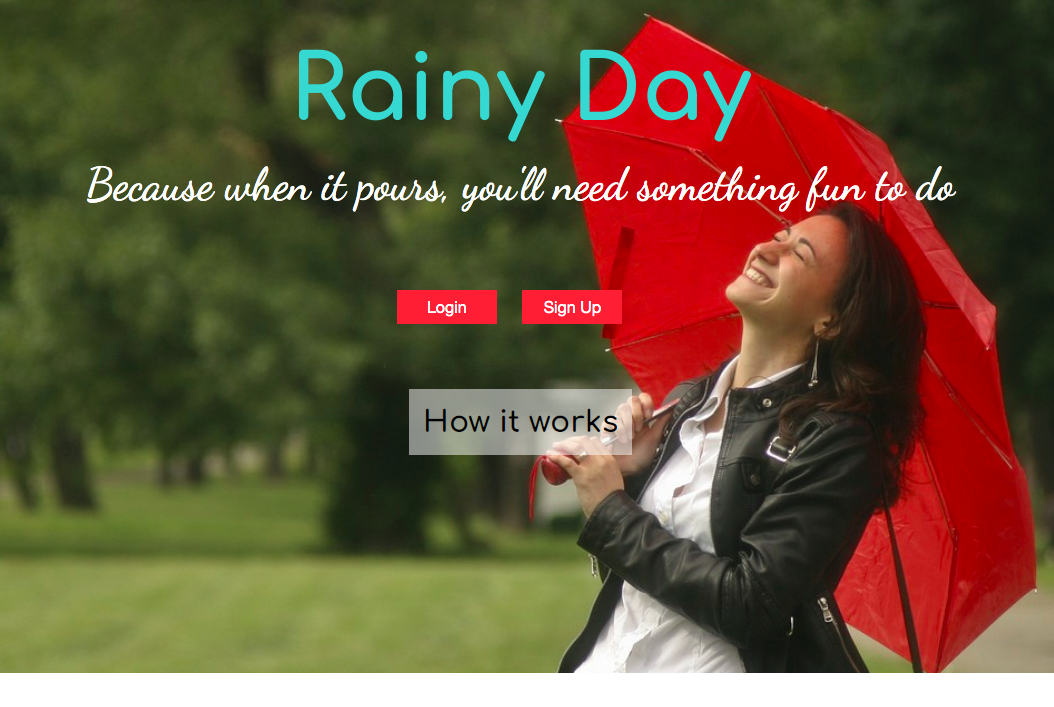 Rainy Day
Because when it pours, you'll need something fun to do
Login Sign Up
How it works